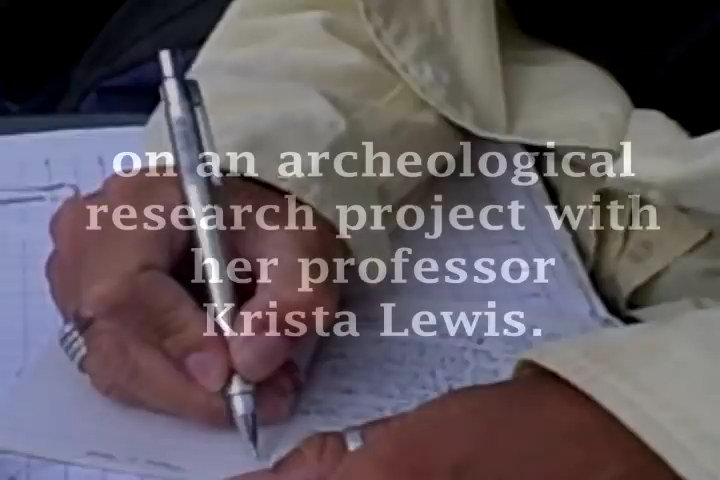 on an archeological
research project with
her professor
Krista Lewis.